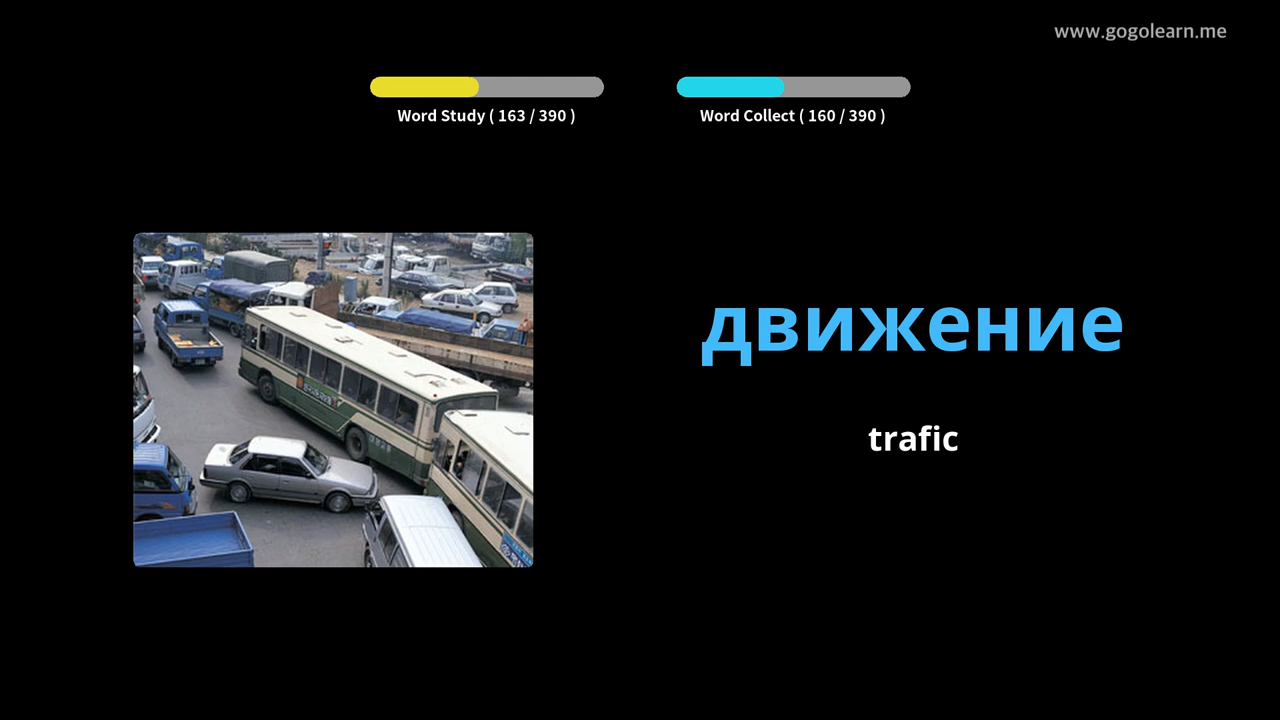 www.gogolearn.me
Word Study ( 163 / 390 )
Word Collect ( 160 / 390 )
движение
trafic